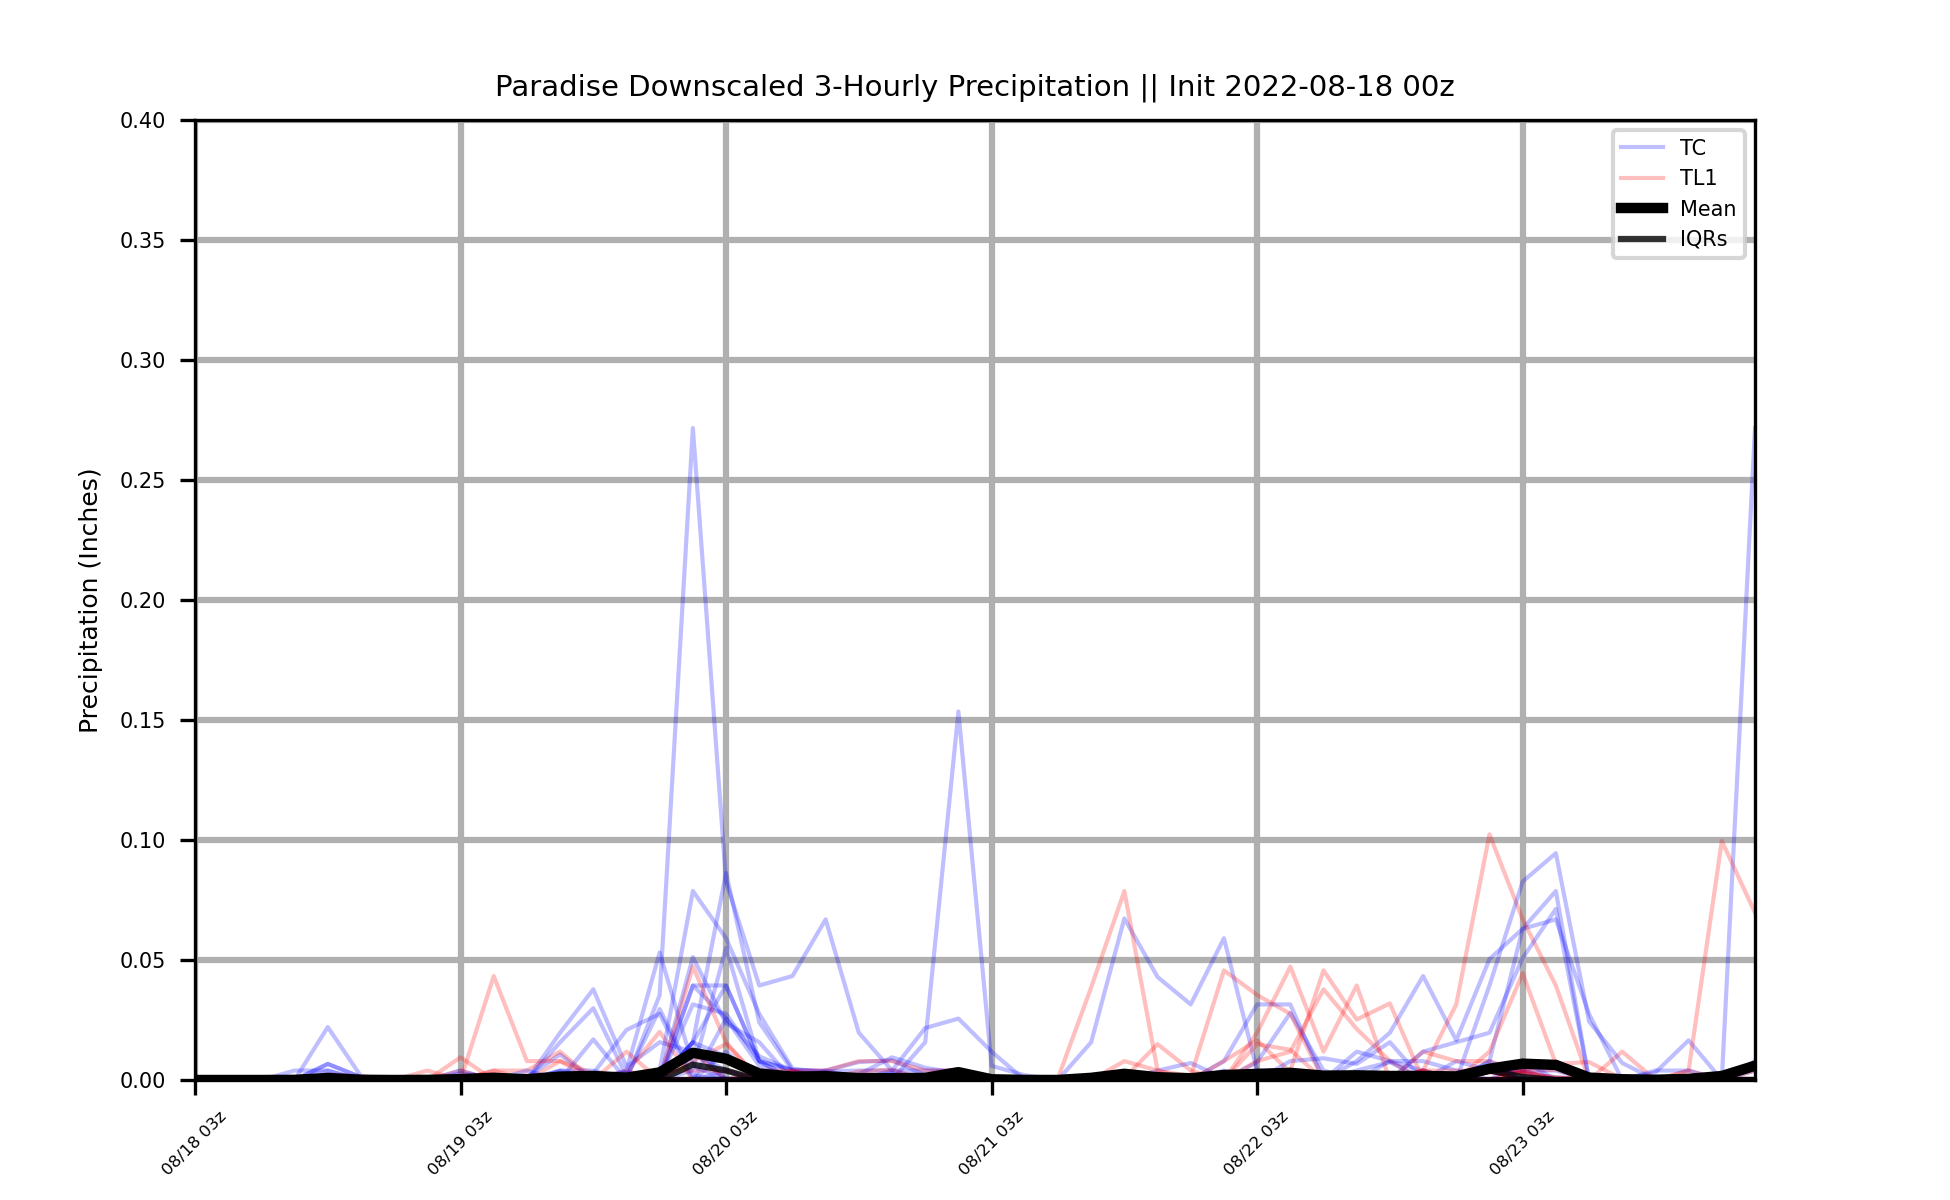 Paradise Downscaled 3-Hourly Precipitation || Init 2022-08-18 00z
0.40
0.35
0.30
0.25
0.20
0.15
0.10
0.05
0.00
Precipitation (Inches)
TC
TL1
Mean
IQRs
08/18 03z
08/19 03z
08/20 03z
08/21 03z
08/22 03z
08/23 03z